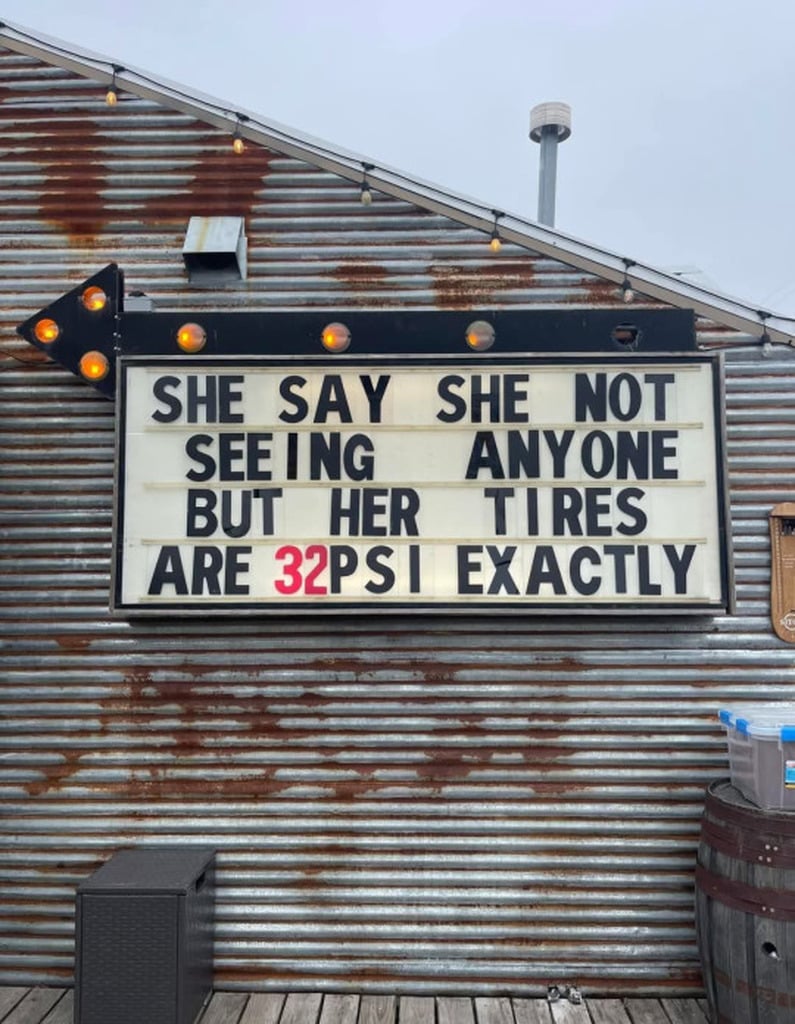 SHE SAY SHE NOT
SEEING ANYONE
BUT HER TIRES
ARE 32PSI EXACTLY